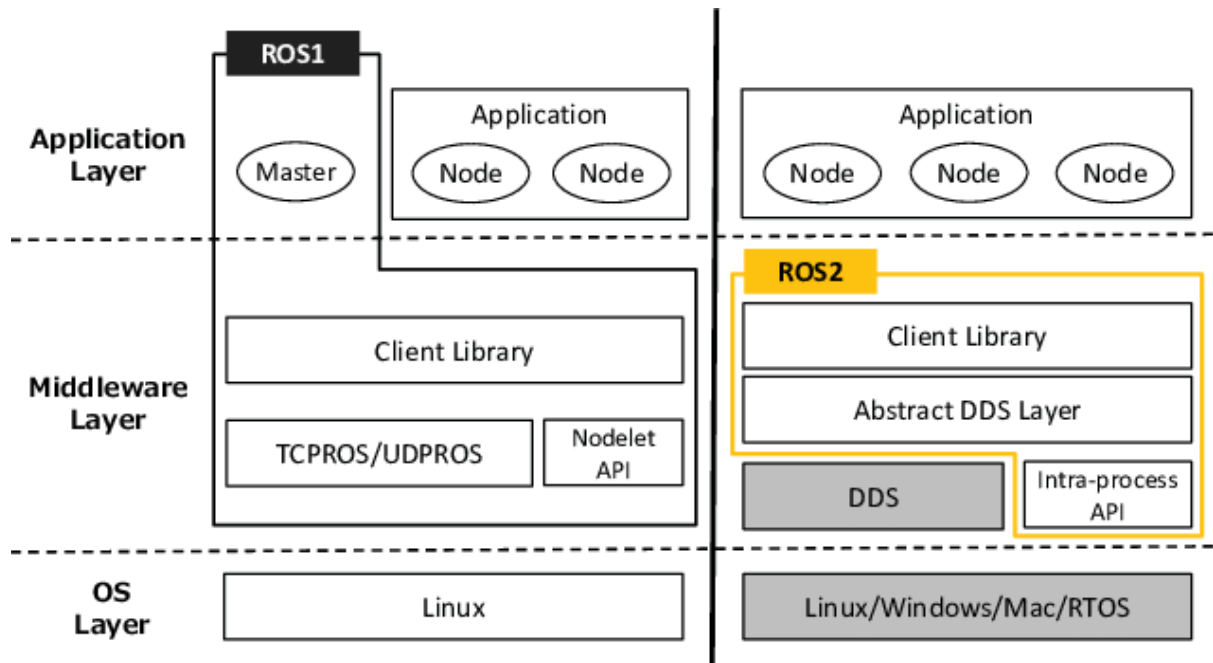 ROS1
Application
Layer
Master
Application
Node
Node
Application
Node
Node
Node
Middleware
Layer
Client Library
TCPROS/UDPROS
Nodelet
API
ROS2
Client Library
Abstract DDS Layer
DDS
Intra-process
API
OS
Layer
Linux
Linux/Windows/Mac/RTOS